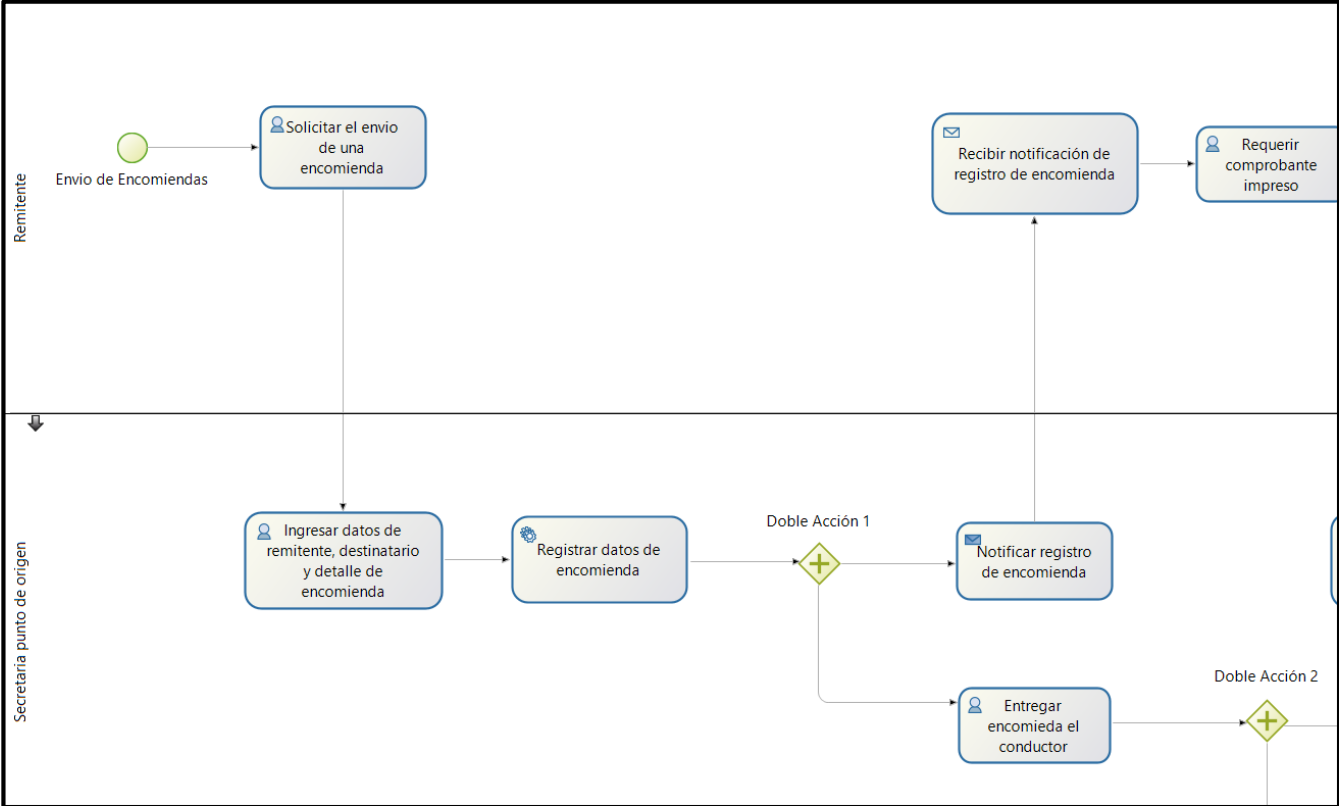 Remitente
Envio de Encomiendas
Solicitar el envio
de una
encomienda
Recibir notificación de
registro de encomienda
Requerir
comprobante
impreso
Secretaria punto de origen
Ingresar datos de
remitente, destinatario
y detalle de
encomienda
Registrar datos de
encomienda
Doble Acción 1
Notificar registro
de encomienda
Entregar
encomieda el
conductor
Doble Acción 2